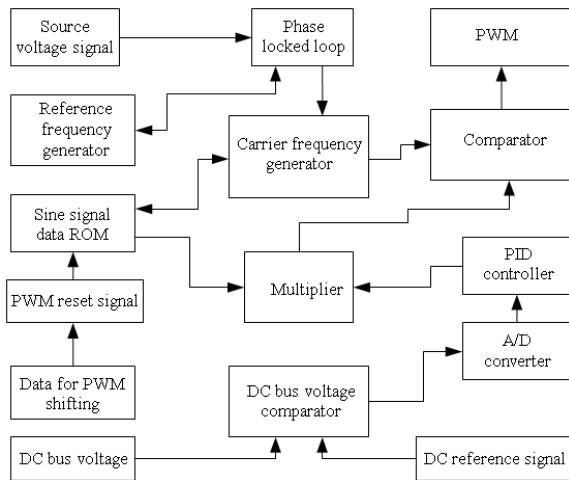 Source
voltage signal
Phase
locked loop
PWM
Reference
frequency
generator
Carrier frequency
generator
Comparator
Sine signal
data ROM
PWM reset signal
Multiplier
PID
controller
A/D
converter
Data for PWM
shifting
DC bus voltage
comparator
DC bus voltage
DC reference signal